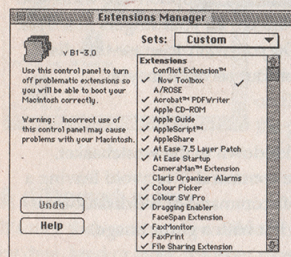 Extensions Manager
v B1-3.0
Sets: Custom
Use this control panel to turn
off problematic extensions so
you will be able to boot your
Macintosh correctly.
Warning: Incorrect use of
this control panel may cause
problems with your Macintosh.
Undo
Help
Extensions
Conflict Extension™
✓ Now Toolbox ✓
A/ROSE
✓ Acrobat™ PDFWriter
✓ Apple CD-ROM
✓ Apple Guide
✓ AppleScript™
✓ AppleShare
✓ At Ease 7.5 Layer Patch
✓ At Ease Startup
CameraMan™ Extension
Claris Organizer Alarms
✓ Colour Picker
✓ Colour SW Pro
✓ Dragging Enabler
FaceSpan Extension
✓ FaxMonitor
✓ FaxPrint
✓ File Sharing Extension